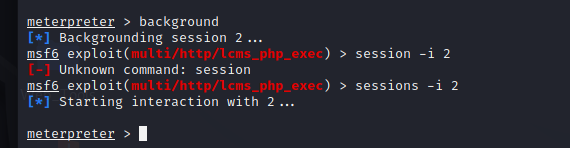 meterpreter > background
[*] Backgrounding session 2...
msf6 exploit(multi/http/lcms_php_exec) > session -i 2
[-] Unknown command: session
msf6 exploit(multi/http/lcms_php_exec) > sessions -i 2
[*] Starting interaction with 2...
meterpreter >